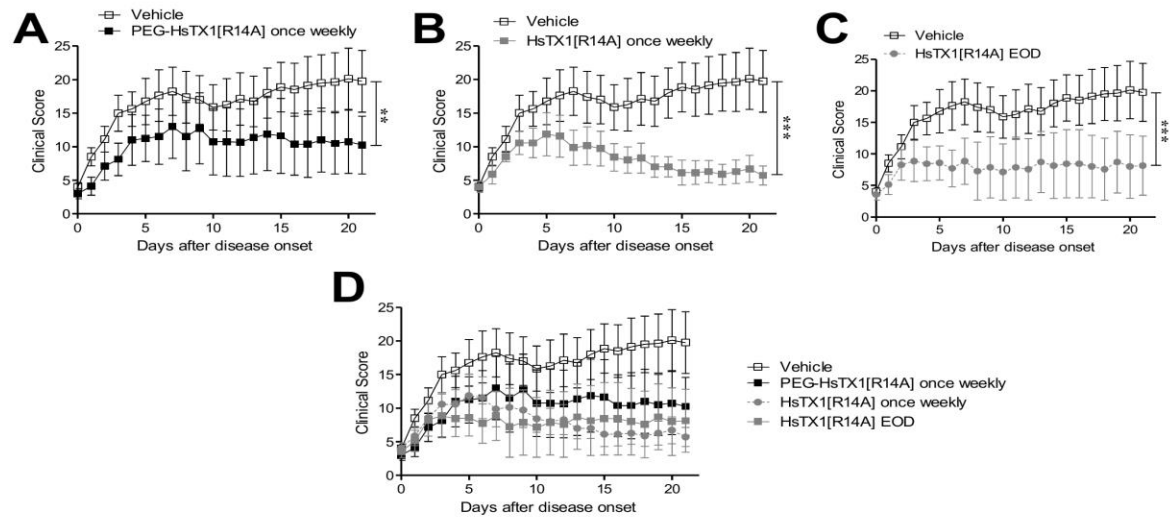 A
Vehicle
PEG-HsTX1[R14A] once weekly
25
20
15
10
5
0
Clinical Score
**
0 5 10 15 20
Days after disease onset
B
Vehicle
HsTX1[R14A] once weekly
25
20
15
10
5
0
Clinical Score
***
0 5 10 15 20
Days after disease onset
C
Vehicle
HsTX1[R14A] EOD
25
20
15
10
5
0
Clinical Score
***
0 5 10 15 20
Days after disease onset
D
25
20
15
10
5
0
Clinical Score
0 5 10 15 20
Days after disease onset
Vehicle
PEG-HsTX1[R14A] once weekly
HsTX1[R14A] once weekly
HsTX1[R14A] EOD